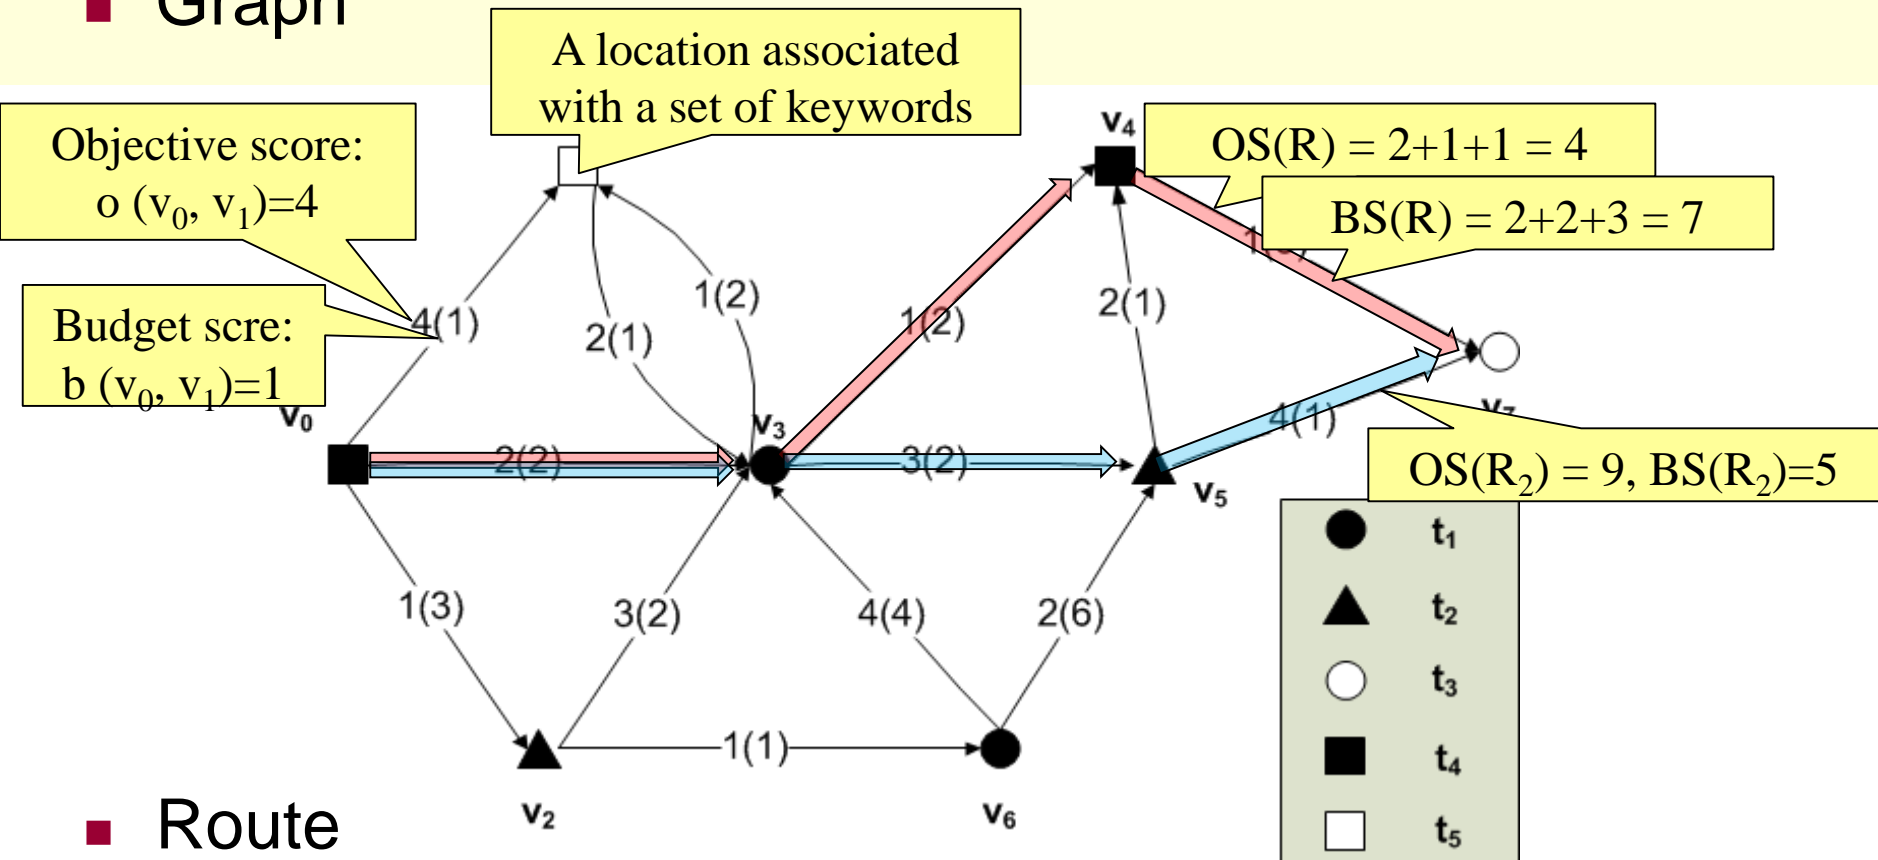 Graph
A location associated
with a set of keywords
Objective score:
o (v0, v1)=4
Budget scre:
b (v0, v1)=1
v4
OS(R) = 2+1+1 = 4
BS(R) = 2+2+3 = 7
4(1)
2(1)
1(2)
1(2)
2(1)
v0
v3
2(2)
3(2)
4(1)
v5
OS(R2) = 9, BS(R2)=5
1(3)
3(2)
4(4)
2(6)
1(1)
v2
v6
t1
t2
t3
t4
t5
Route